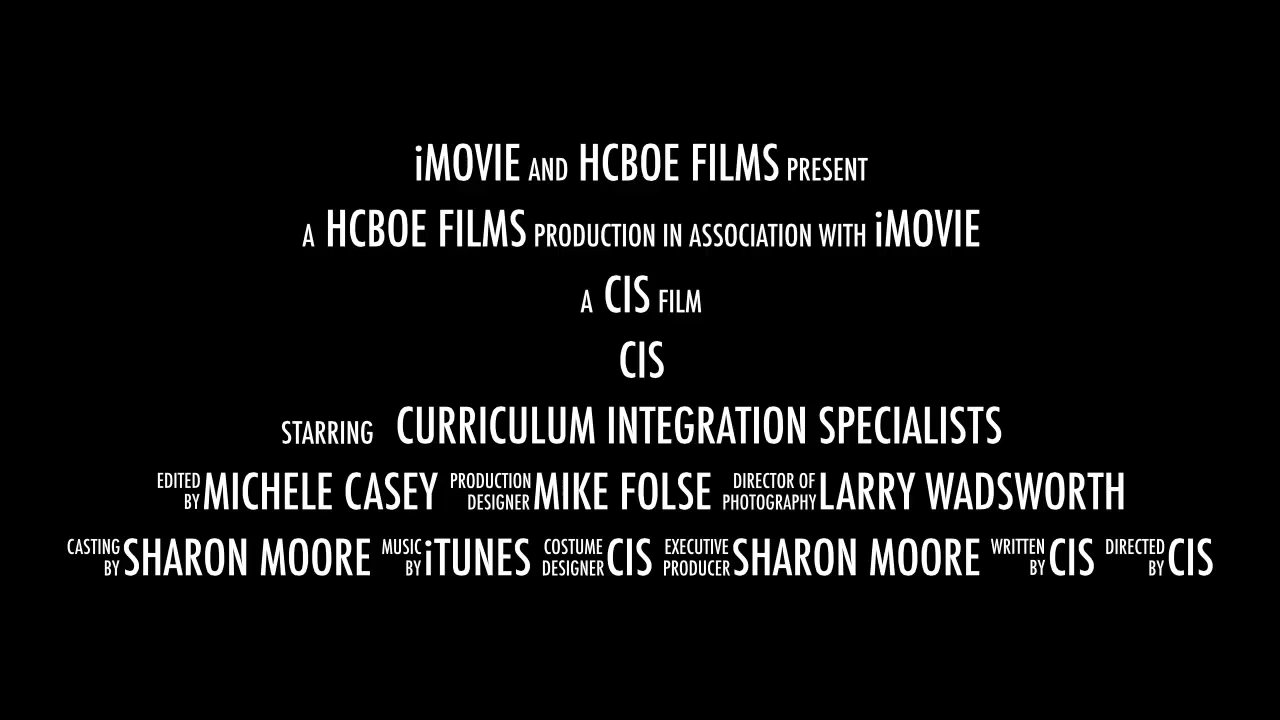 iMOVIE AND HCBOE FILMS PRESENT
A HCBOE FILMS PRODUCTION IN ASSOCIATION WITH iMOVIE
A CIS FILM
CIS
STARRING CURRICULUM INTEGRATION SPECIALISTS
EDITED BY MICHELE CASEY PRODUCTION DESIGNER MIKE FOLSE DIRECTOR OF PHOTOGRAPHY LARRY WADSWORTH
CASTING BY SHARON MOORE MUSIC BY iTUNES COSTUME DESIGNER CIS EXECUTIVE PRODUCER SHARON MOORE WRITTEN BY CIS DIRECTED BY CIS